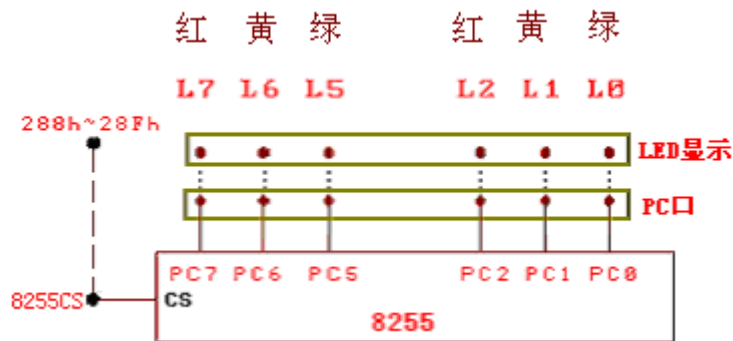 红 黄 绿 红 黄 绿
L7 L6 L5 L2 L1 L0
288h~28Fh
LED显示
PC口
PC7 PC6 PC5 PC2 PC1 PC0
8255CS CS
8255